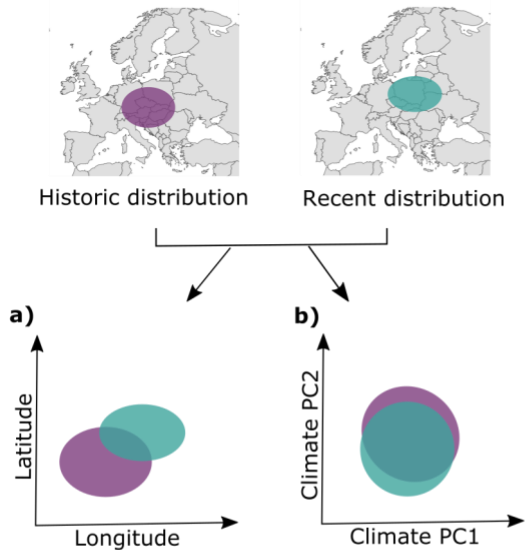 Historic distribution
Recent distribution
a)
b)
Latitude
Longitude
Climate PC2
Climate PC1